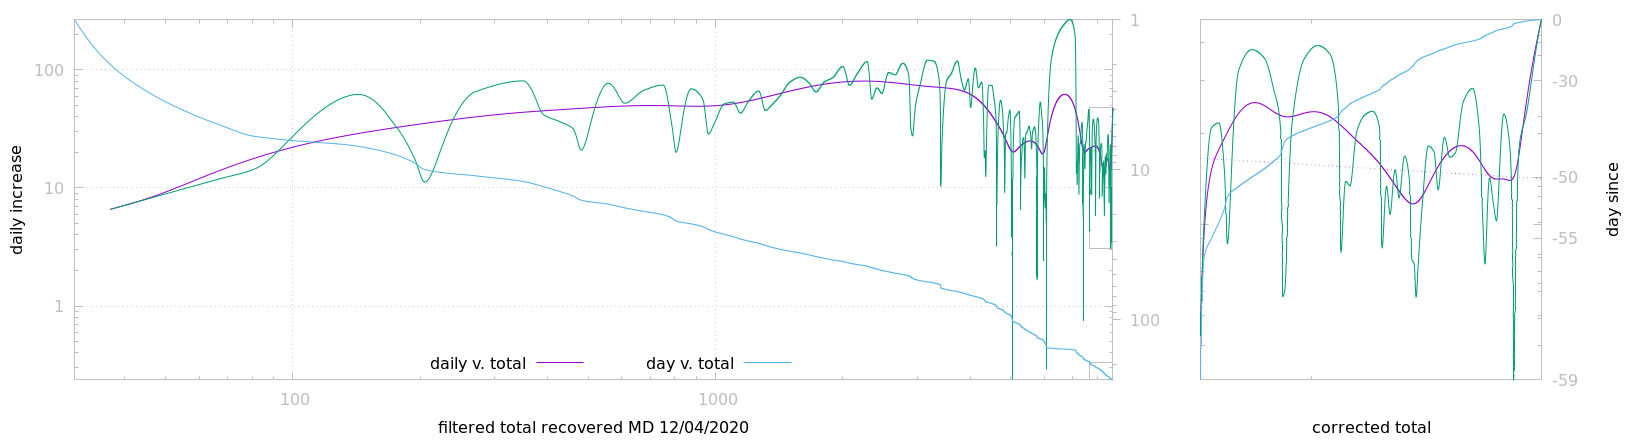 100
10
1
daily increase
1
10
100
daily v. total
day v. total
100
1000
filtered total recovered MD 12/04/2020
0
-30
-50
-55
-59
day since
corrected total